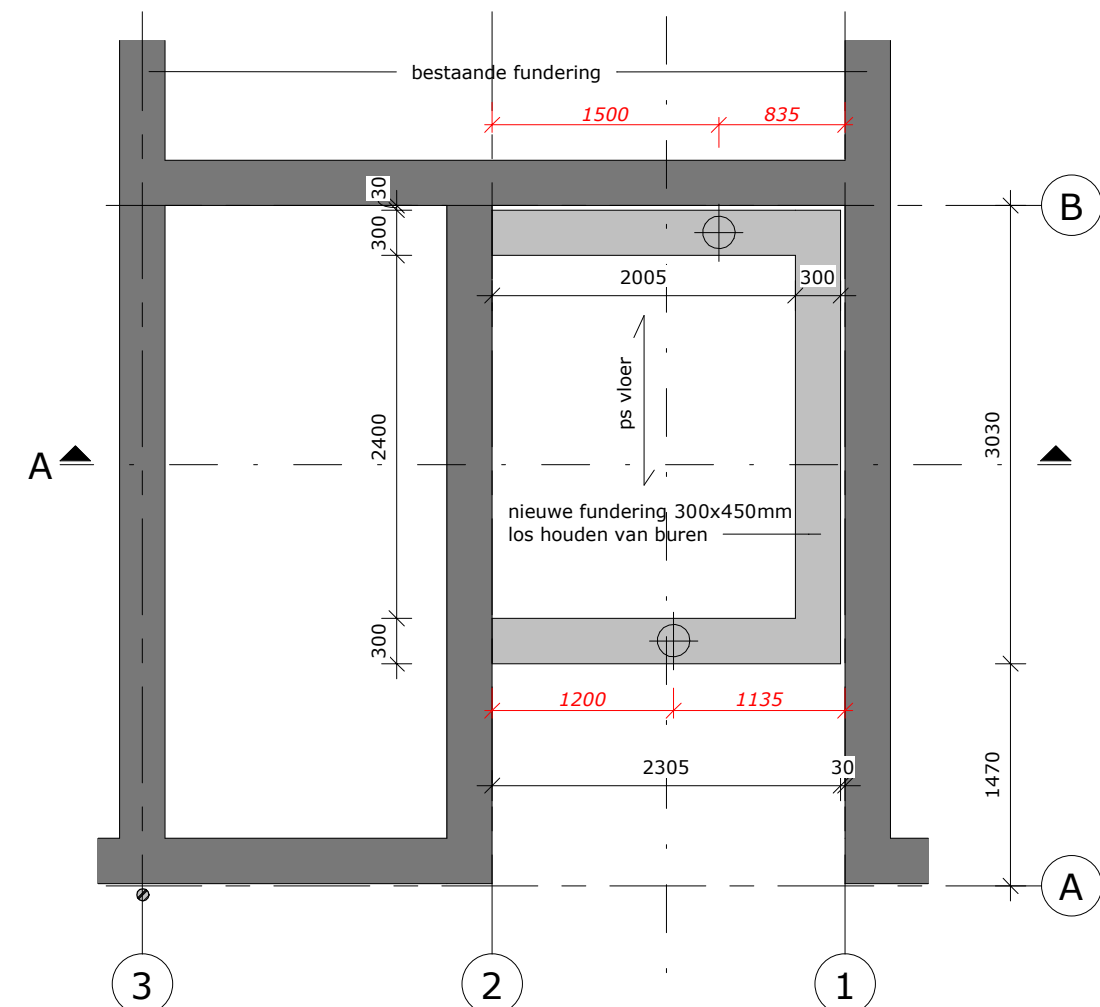 bestaande fundering
1500
835
30
300
B
2005
300
ps vloer
2400
3030
A
nieuwe fundering 300x450mm
los houden van buren
300
1200
1135
2305
30
1470
A
3
2
1